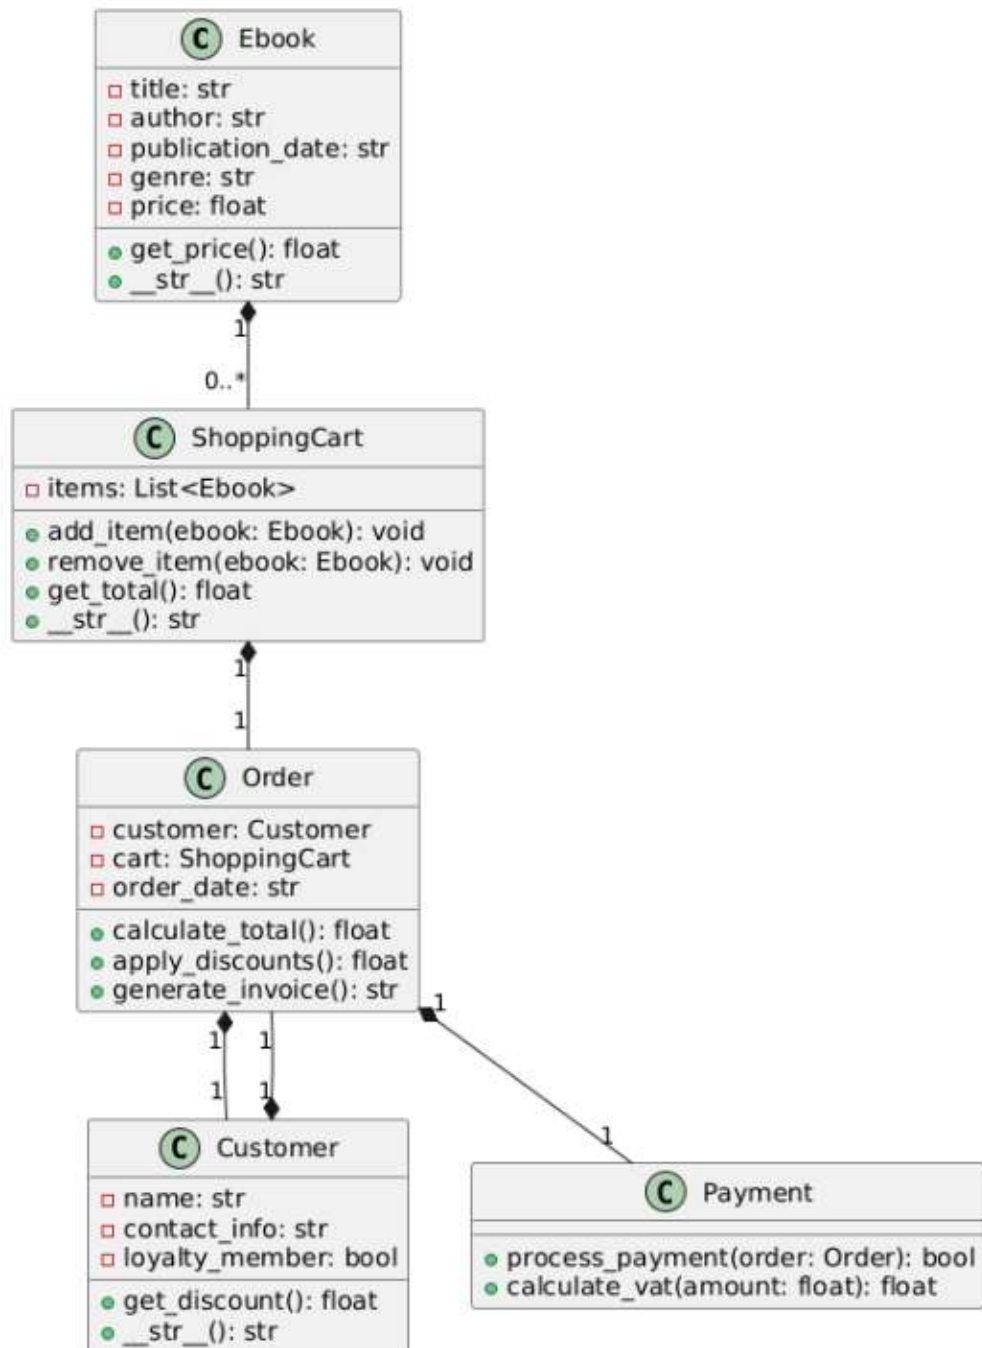 C Ebook
title: str
author: str
publication_date: str
genre: str
price: float
get_price(): float
__str__(): str
1
0..*
C ShoppingCart
items: List<Ebook>
add_item(ebook: Ebook): void
remove_item(ebook: Ebook): void
get_total(): float
__str__(): str
1
1
C Order
customer: Customer
cart: ShoppingCart
order_date: str
calculate_total(): float
apply_discounts(): float
generate_invoice(): str
1 1 1
1 1 1
C Customer
name: str
contact_info: str
loyalty_member: bool
get_discount(): float
__str__(): str
C Payment
process_payment(order: Order): bool
calculate_vat(amount: float): float